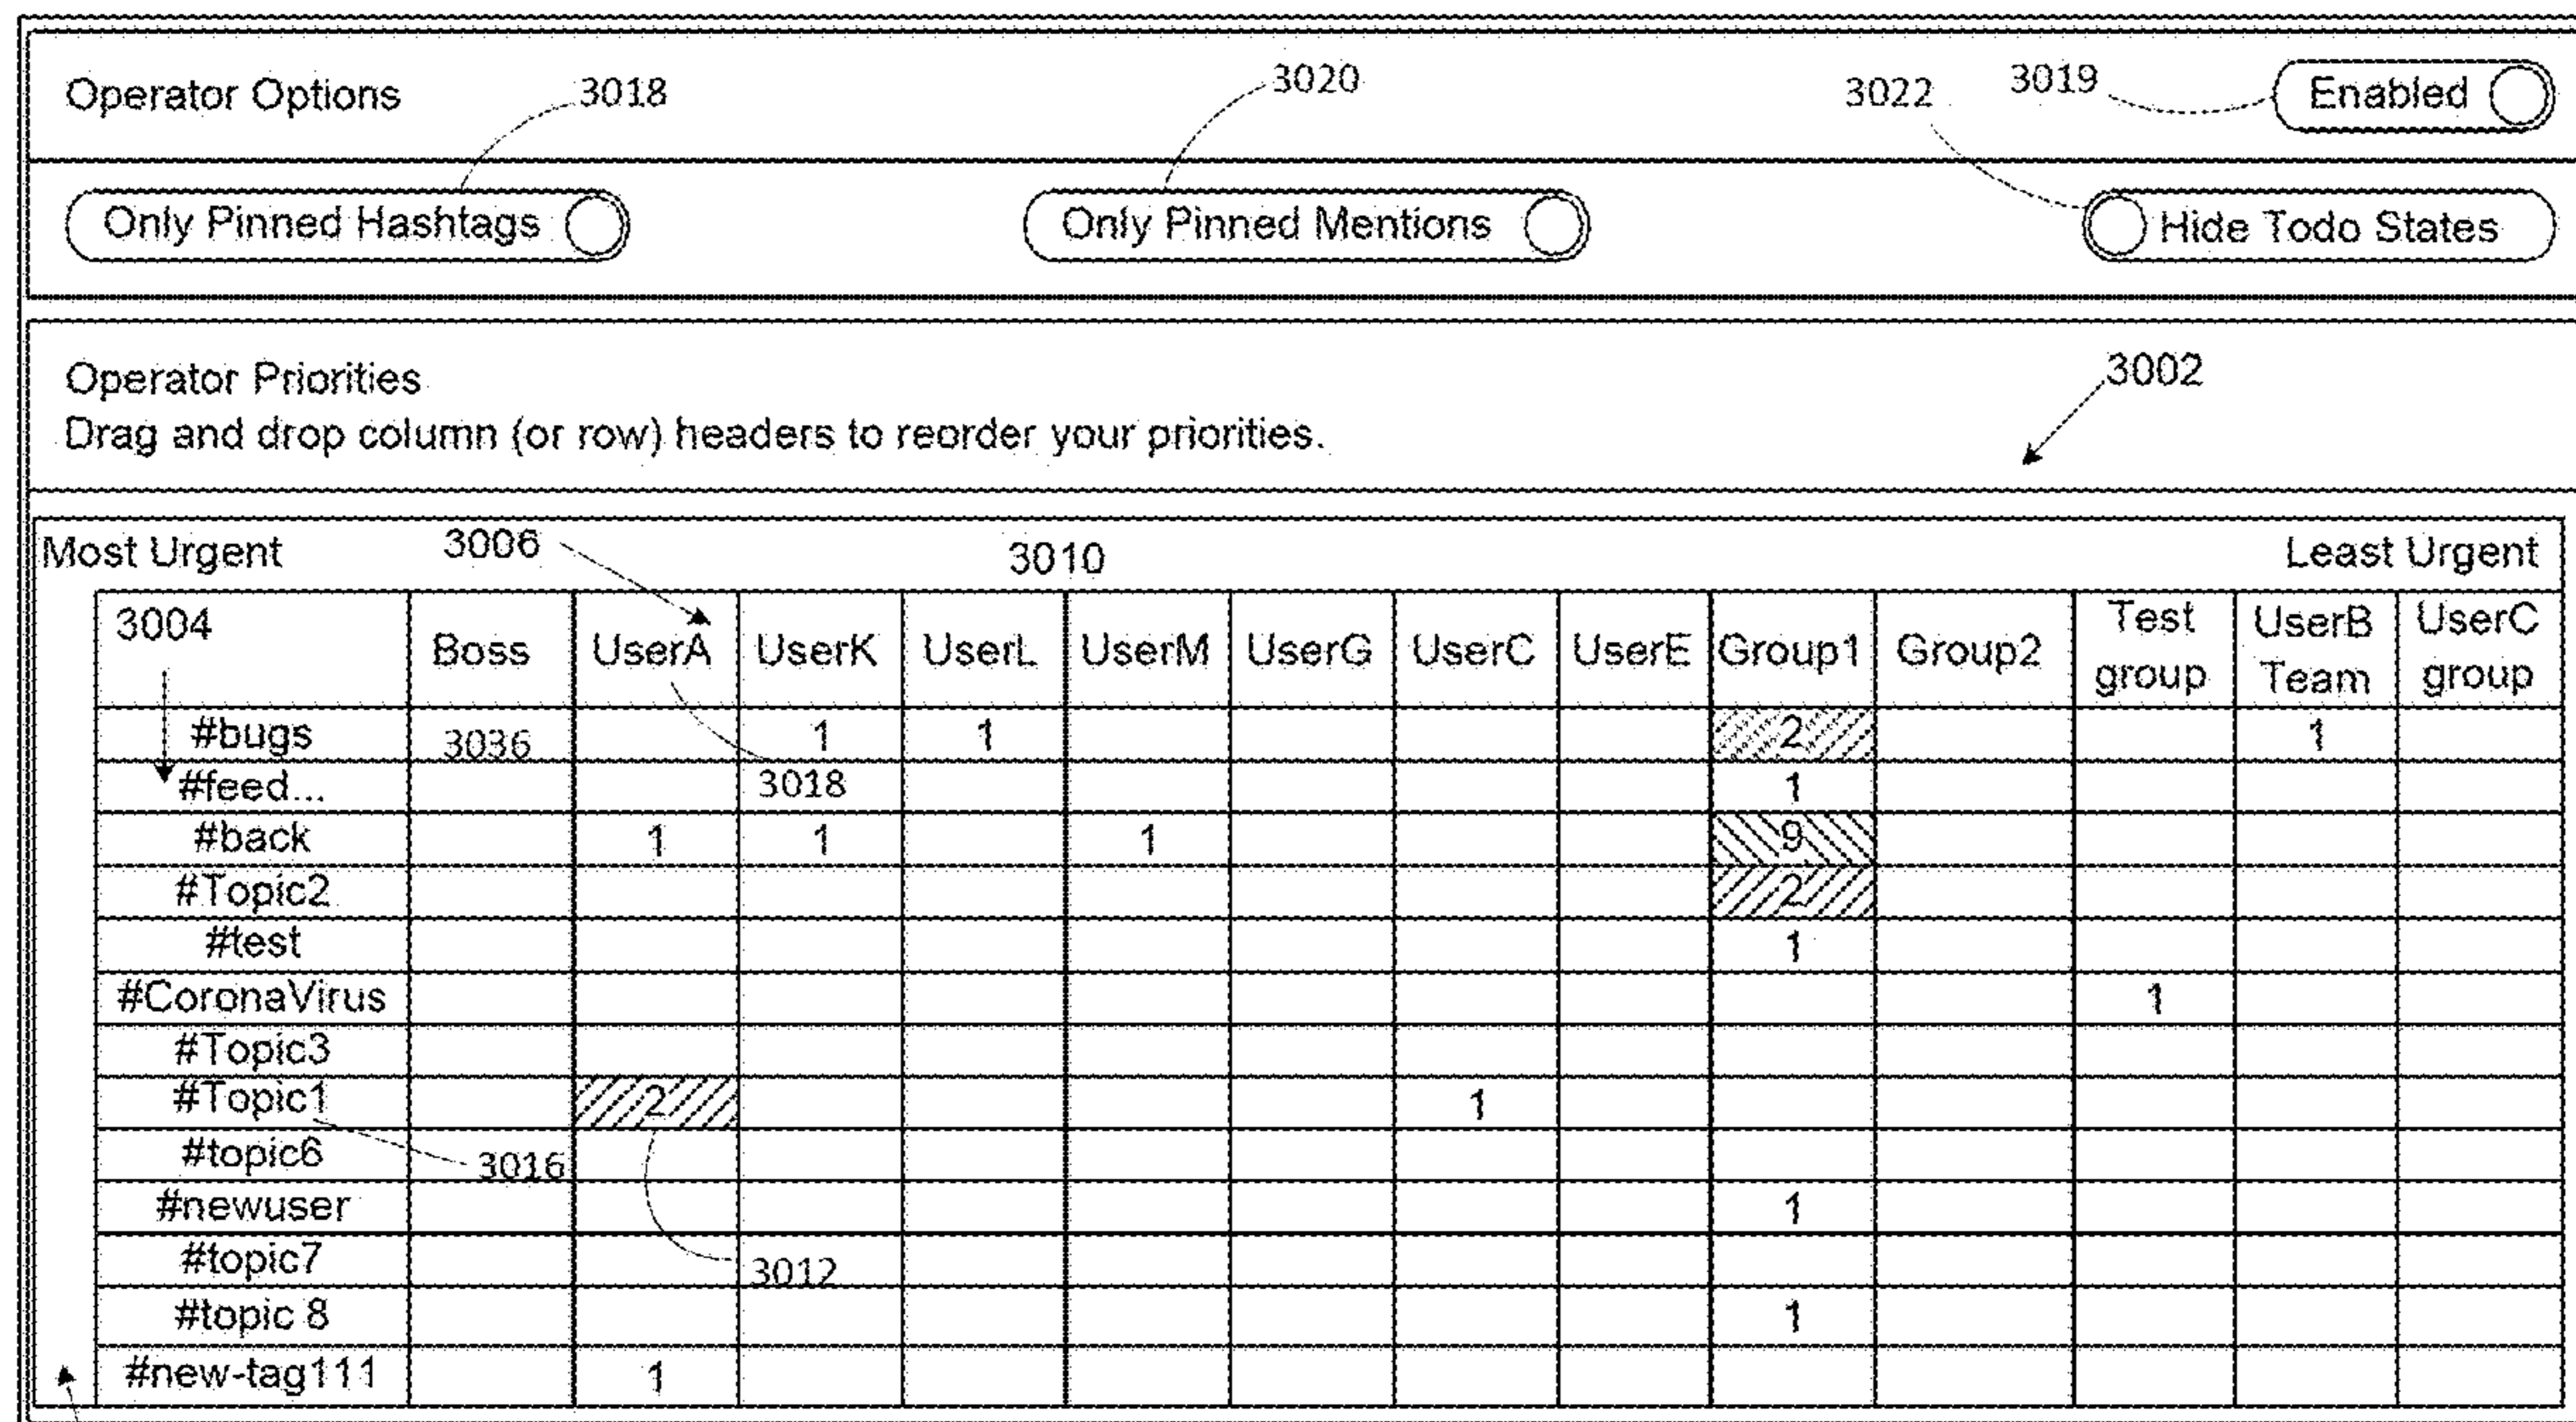 Operator Options 3018 3020 3022 3019 Enabled
Only Pinned Hashtags Only Pinned Mentions Hide Todo States
Operator Priorities 3002
Drag and drop column (or row) headers to reorder your priorities.
Most Urgent 3006 3010 Least Urgent
3004 Boss UserA UserK UserL UserM UserG UserC UserE Group1 Group2 Test group UserB Team UserC group
#bugs 3036 1 1 2 1
#feed... 3018 1
#back 1 1 1 9
#Topic2 2
#test 1
#CoronaVirus 1
#Topic3
#Topic1 2 1
#topic6 3016
#newuser 1
#topic7 3012
#topic 8 1
#new-tag111 1